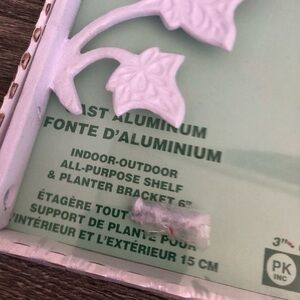 AST ALUMINUM
FONTE D'ALUMINIUM
INDOOR-OUTDOOR
ALL-PURPOSE SHELF
& PLANTER BRACKET 6"
ÉTAGÈRE TOUT
SUPPORT DE PLANTE POUR
L'INTÉRIEUR ET L'EXTÉRIEUR 15 CM
3"
PK
INC